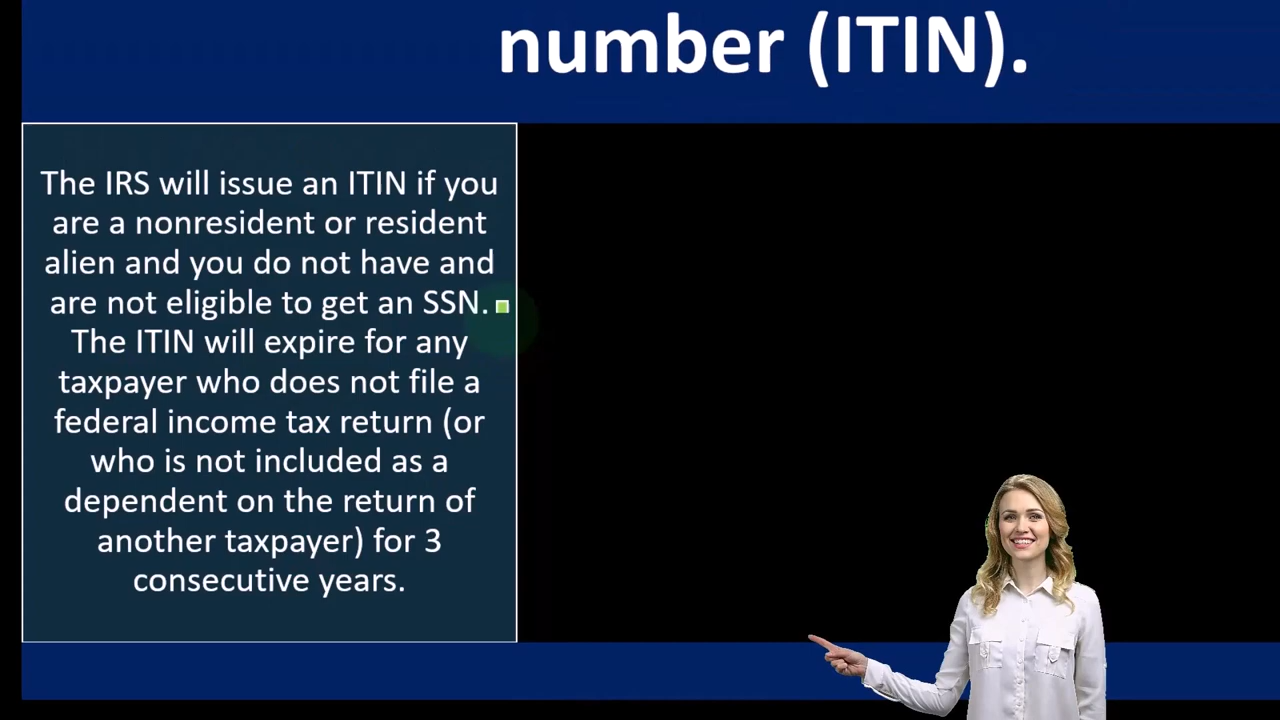 number (ITIN).
The IRS will issue an ITIN if you
are a nonresident or resident
alien and you do not have and
are not eligible to get an SSN.
The ITIN will expire for any
taxpayer who does not file a
federal income tax return (or
who is not included as a
dependent on the return of
another taxpayer) for 3
consecutive years.